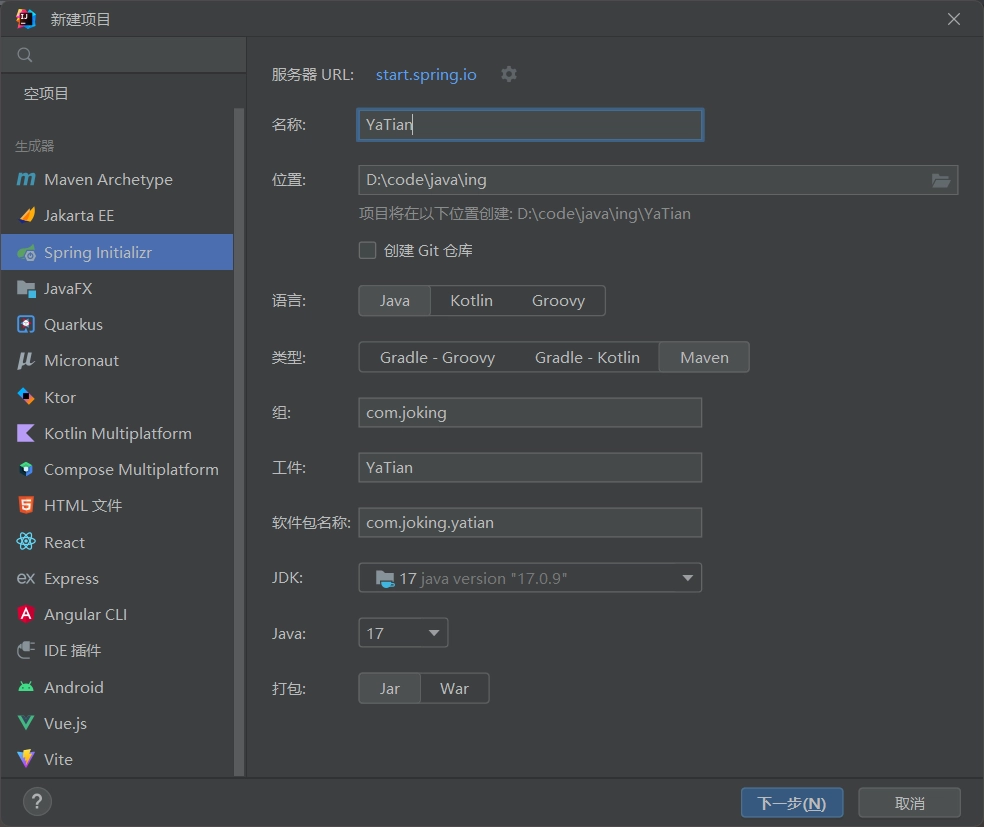 新建项目
空项目
生成器
Maven Archetype
Jakarta EE
Spring Initializr
JavaFX
Quarkus
Micronaut
Ktor
Kotlin Multiplatform
Compose Multiplatform
HTML 文件
React
Express
Angular CLI
IDE 插件
Android
Vue.js
Vite
服务器 URL: start.spring.io
名称: YaTian
位置: D:\code\java\ing
项目将在以下位置创建: D:\code\java\ing\YaTian
创建 Git 仓库
语言: Java Kotlin Groovy
类型: Gradle - Groovy Gradle - Kotlin Maven
组: com.joking
工件: YaTian
软件包名称: com.joking.yatian
JDK: 17 java version "17.0.9"
Java: 17
打包: Jar War
? 下一步(N) 取消